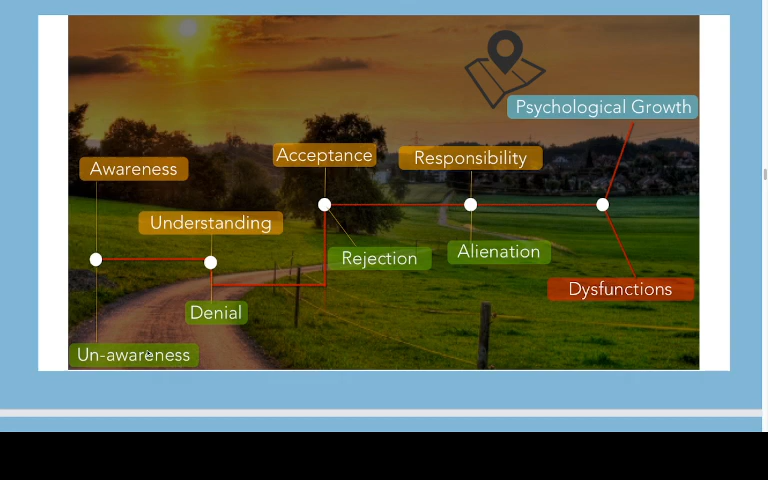 Psychological Growth
Acceptance
Responsibility
Awareness
Understanding
Rejection
Alienation
Dysfunctions
Denial
Un-awareness